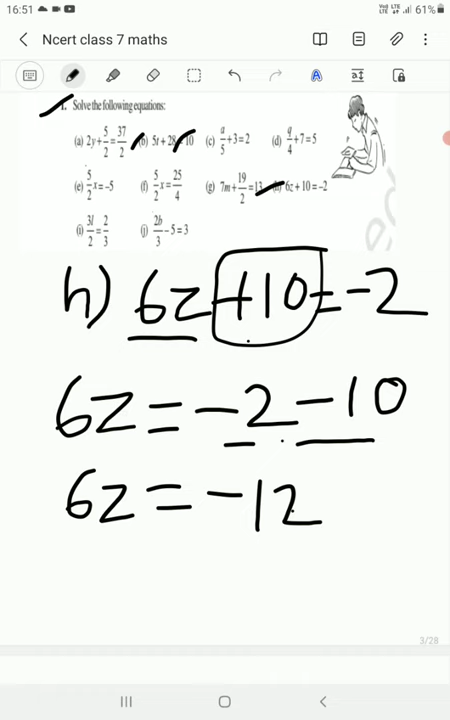 16:51 61%
Ncert class 7 maths
Solve the following equations:
(a) 2y + 5/2 = 37/2 (b) 5t + 28 = 10 (c) a/5 + 3 = 2 (d) q/4 + 7 = 5
(e) 5/2 x = -5 (f) 5/2 x = 25/4 (g) 7m + 19/2 = 13 6z + 10 = -2
(i) 3l/2 = 2/3 (j) 2b/3 - 5 = 3
h) 6z + 10 = -2
6z = -2 - 10
6z = -12
3/28